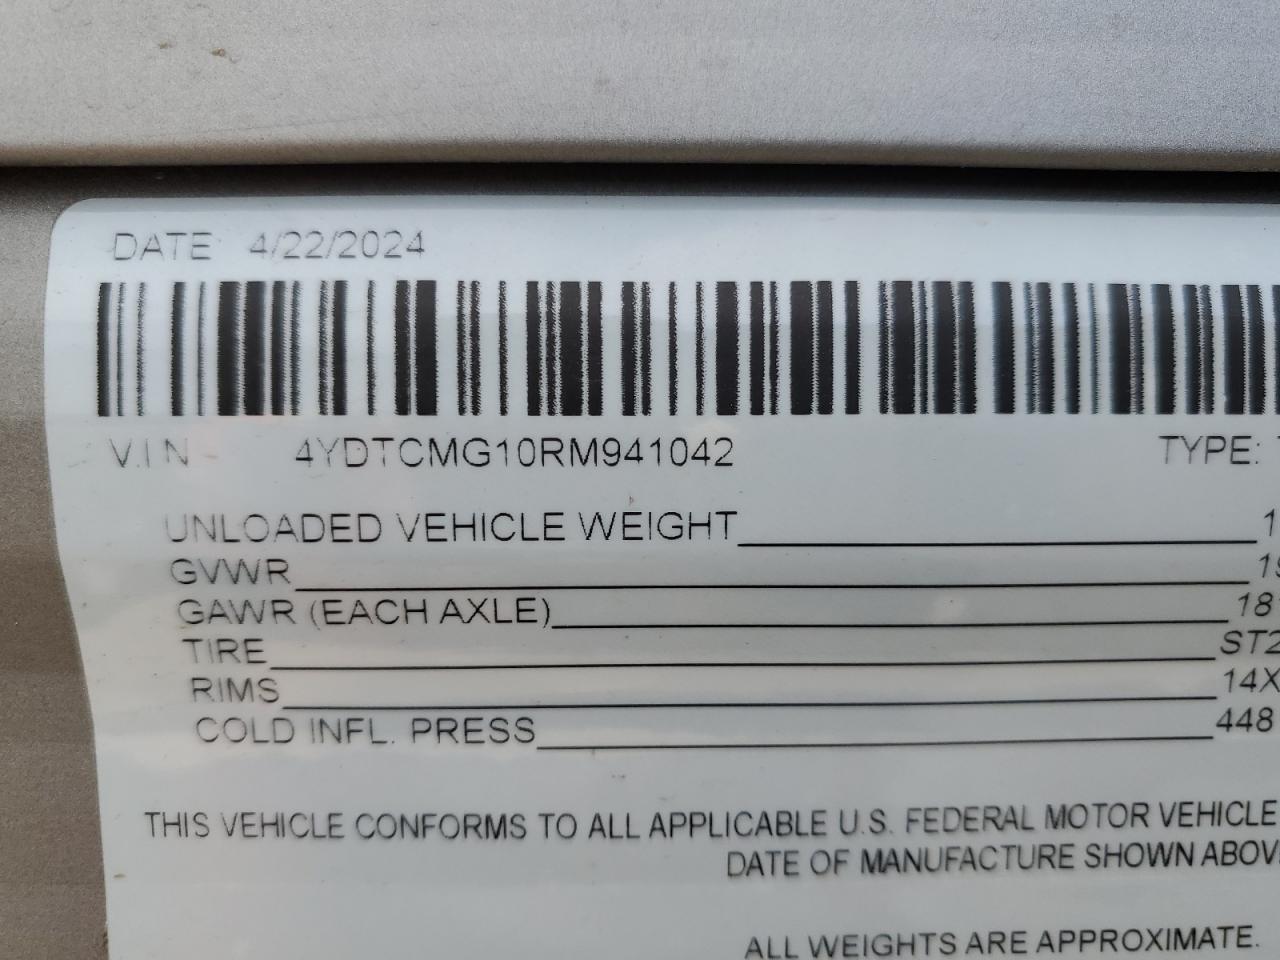 DATE 4/22/2024
V.I N 4YDTCMG10RM941042 TYPE:
UNLOADED VEHICLE WEIGHT
GVWR
GAWR (EACH AXLE)
TIRE
RIMS
COLD INFL. PRESS 448
THIS VEHICLE CONFORMS TO ALL APPLICABLE U.S. FEDERAL MOTOR VEHICLE
DATE OF MANUFACTURE SHOWN
ALL WEIGHTS ARE APPROXIMATE.